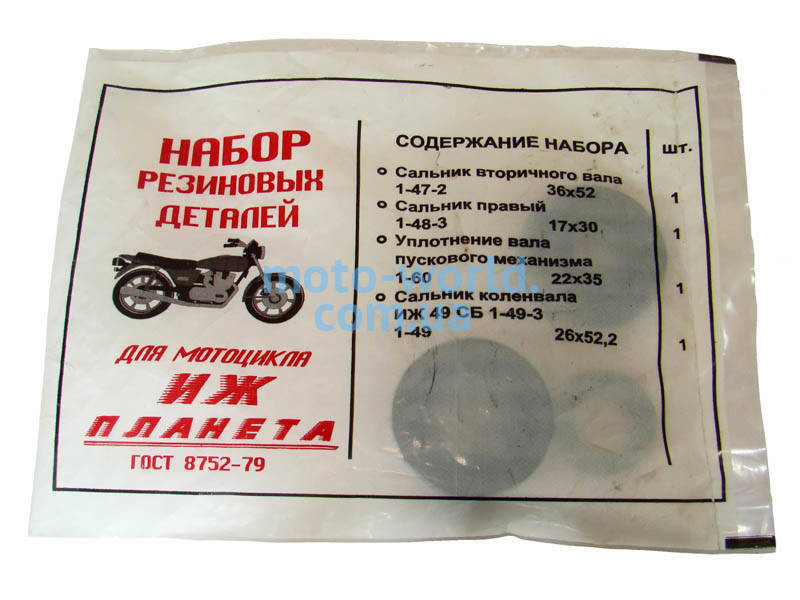 НАБОР
РЕЗИНОВЫХ
ДЕТАЛЕЙ
ДЛЯ МОТОЦИКЛА
ИЖ
ПЛАНЕТА
ГОСТ 8752-79
СОДЕРЖАНИЕ НАБОРА шт.
Сальник вторичного вала
1-47-2 36х52 1
Сальник правый
1-48-3 17х30 1
Уплотнение вала
пускового механизма
1-60 22х35 1
Сальник коленвала
ИЖ 49 СБ 1-49-3
1-49 26х52,2 1
moto-world.
com.ua